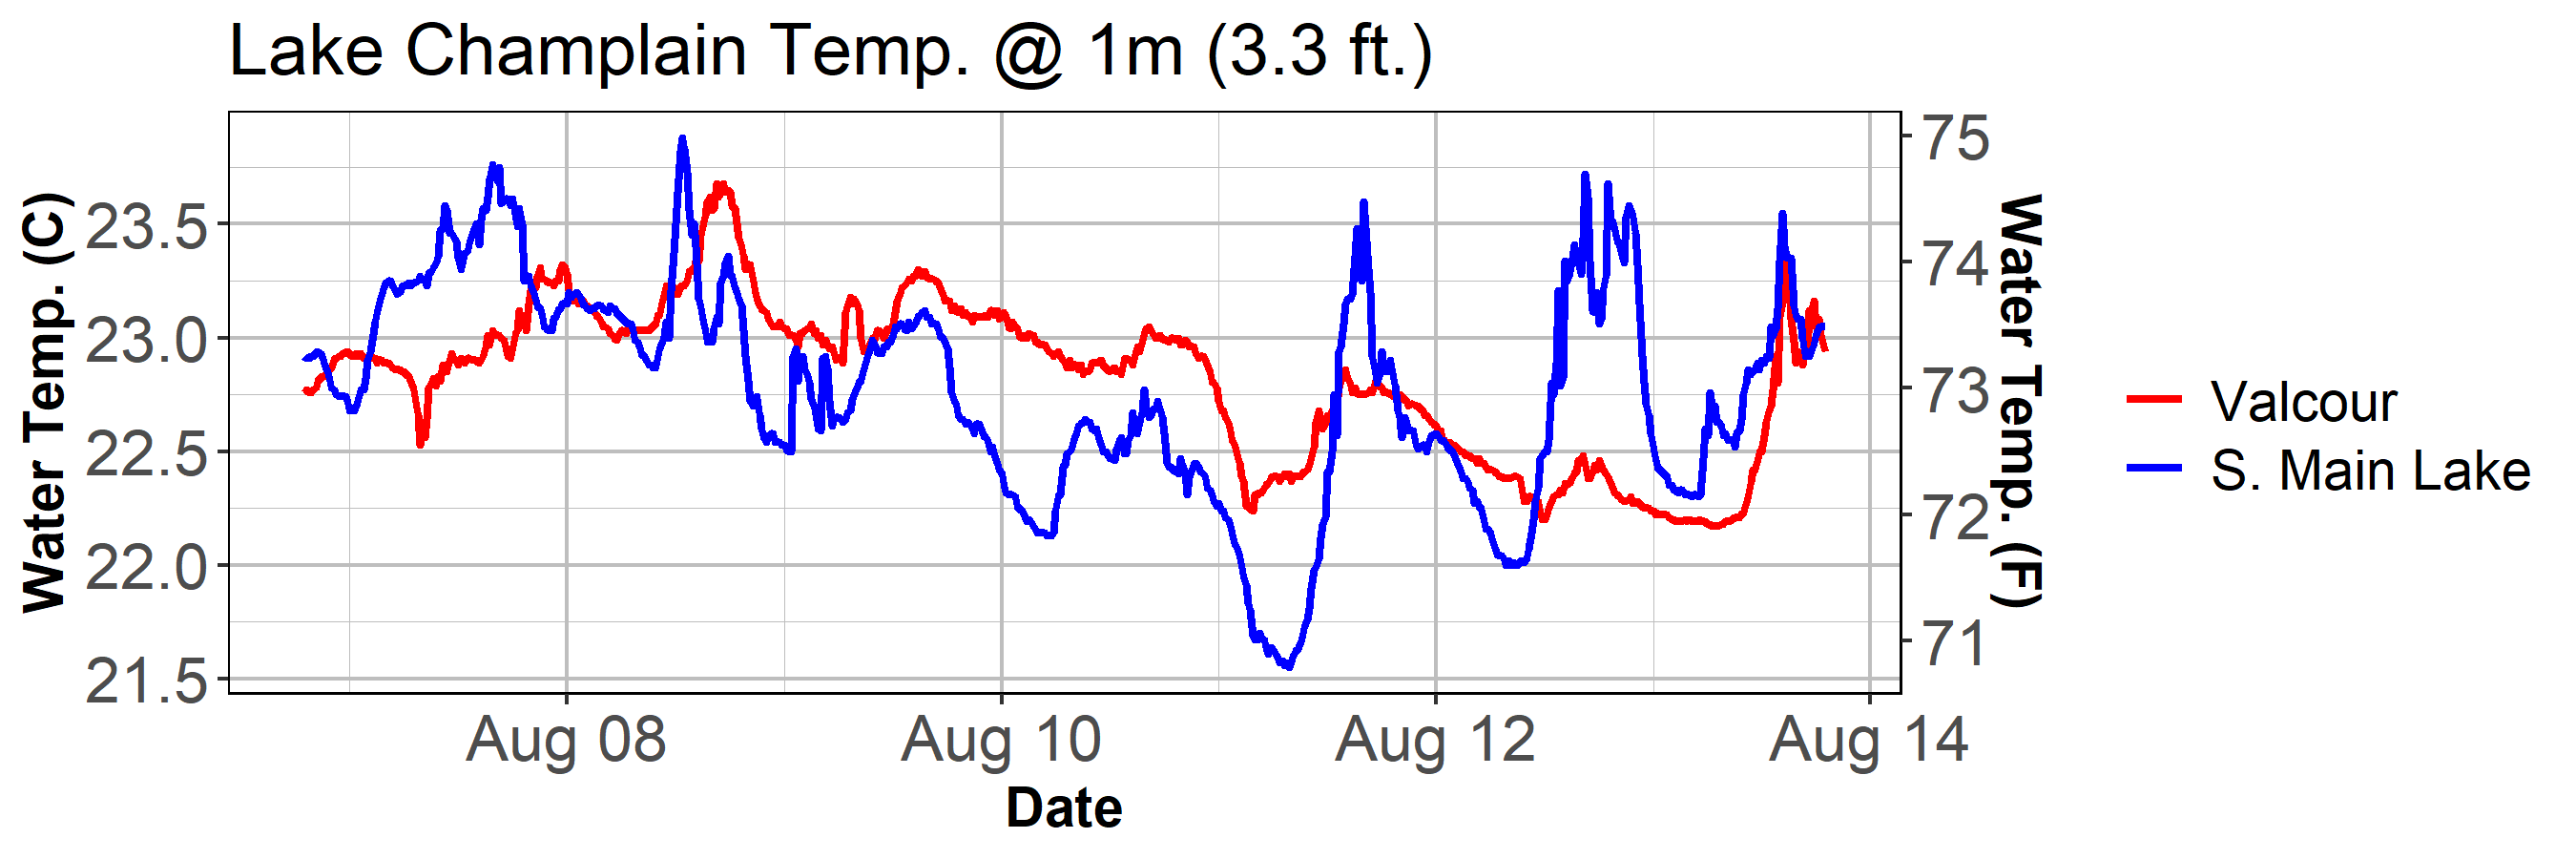 Lake Champlain Temp. @ 1m (3.3 ft.)
Water Temp. (C)
23.5
23.0
22.5
22.0
21.5
75
74
73
72
71
Water Temp. (F)
Aug 08
Aug 10
Aug 12
Aug 14
Date
Valcour
S. Main Lake